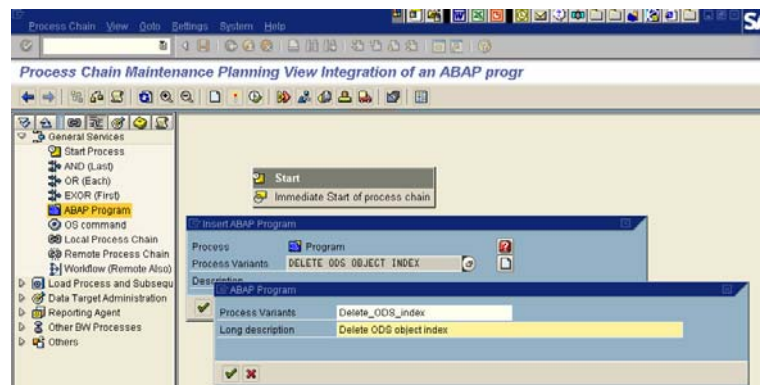 Process Chain View Goto Settings System Help
Process Chain Maintenance Planning View Integration of an ABAP progr
General Services
Start Process
AND (Last)
OR (Each)
EXOR (First)
ABAP Program
OS command
Local Process Chain
Remote Process Chain
Workflow (Remote Also)
Load Process and Subsequ
Data Target Administration
Reporting Agent
Other BW Processes
Others
Start
Immediate Start of process chain
Insert ABAP Program
Process Program
Process Variants DELETE ODS OBJECT INDEX
Description
ABAP Program
Process Variants Delete_ODS_index
Long description Delete ODS object index